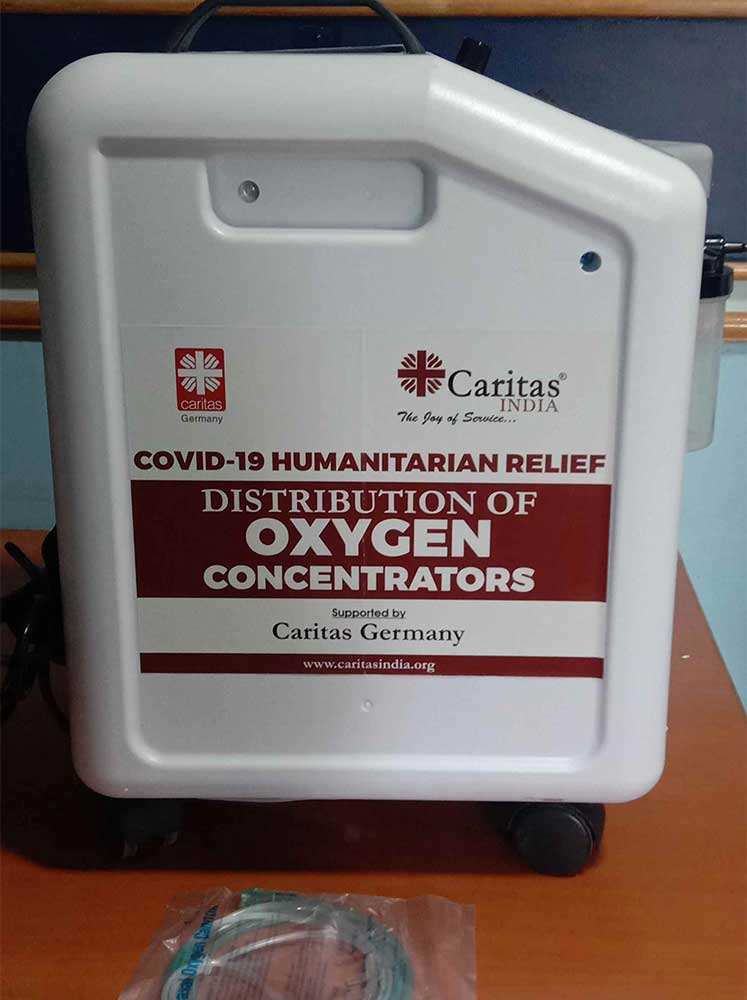 caritas
Germany
Caritas®
INDIA
The Joy of Service...
COVID-19 HUMANITARIAN RELIEF
DISTRIBUTION OF
OXYGEN
CONCENTRATORS
Supported by
Caritas Germany
www.caritasindia.org